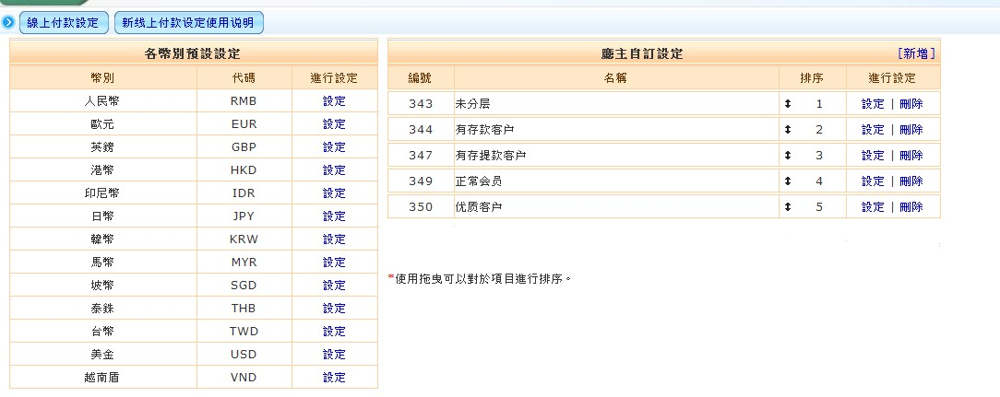 線上付款設定 新线上付款设定使用说明
各幣別預設設定
幣別 代碼 進行設定
人民幣 RMB 設定
歐元 EUR 設定
英鎊 GBP 設定
港幣 HKD 設定
印尼幣 IDR 設定
日幣 JPY 設定
韓幣 KRW 設定
馬幣 MYR 設定
坡幣 SGD 設定
泰銖 THB 設定
台幣 TWD 設定
美金 USD 設定
越南盾 VND 設定
廳主自訂設定 [新增]
編號 名稱 排序 進行設定
343 未分层 1 設定 | 刪除
344 有存款客户 2 設定 | 刪除
347 有存提款客户 3 設定 | 刪除
349 正常会员 4 設定 | 刪除
350 优质客户 5 設定 | 刪除
*使用拖曳可以對於項目進行排序。